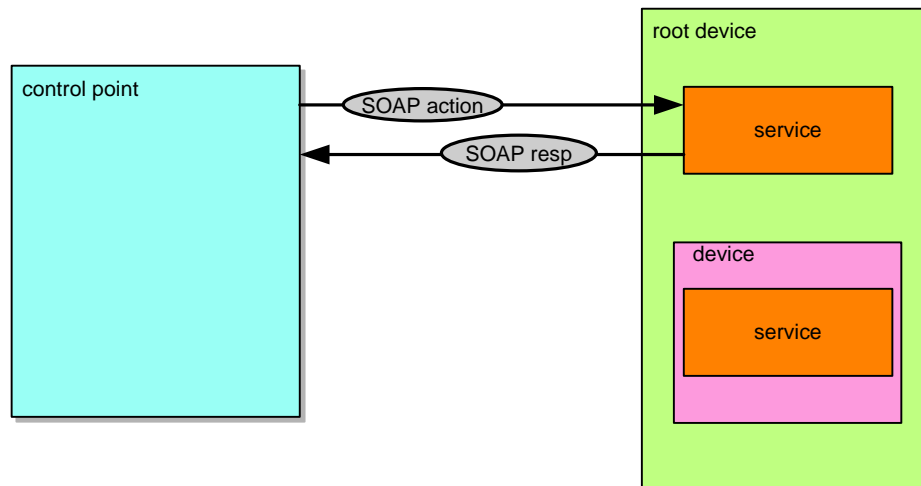 root device
control point
SOAP action
service
SOAP resp
device
service